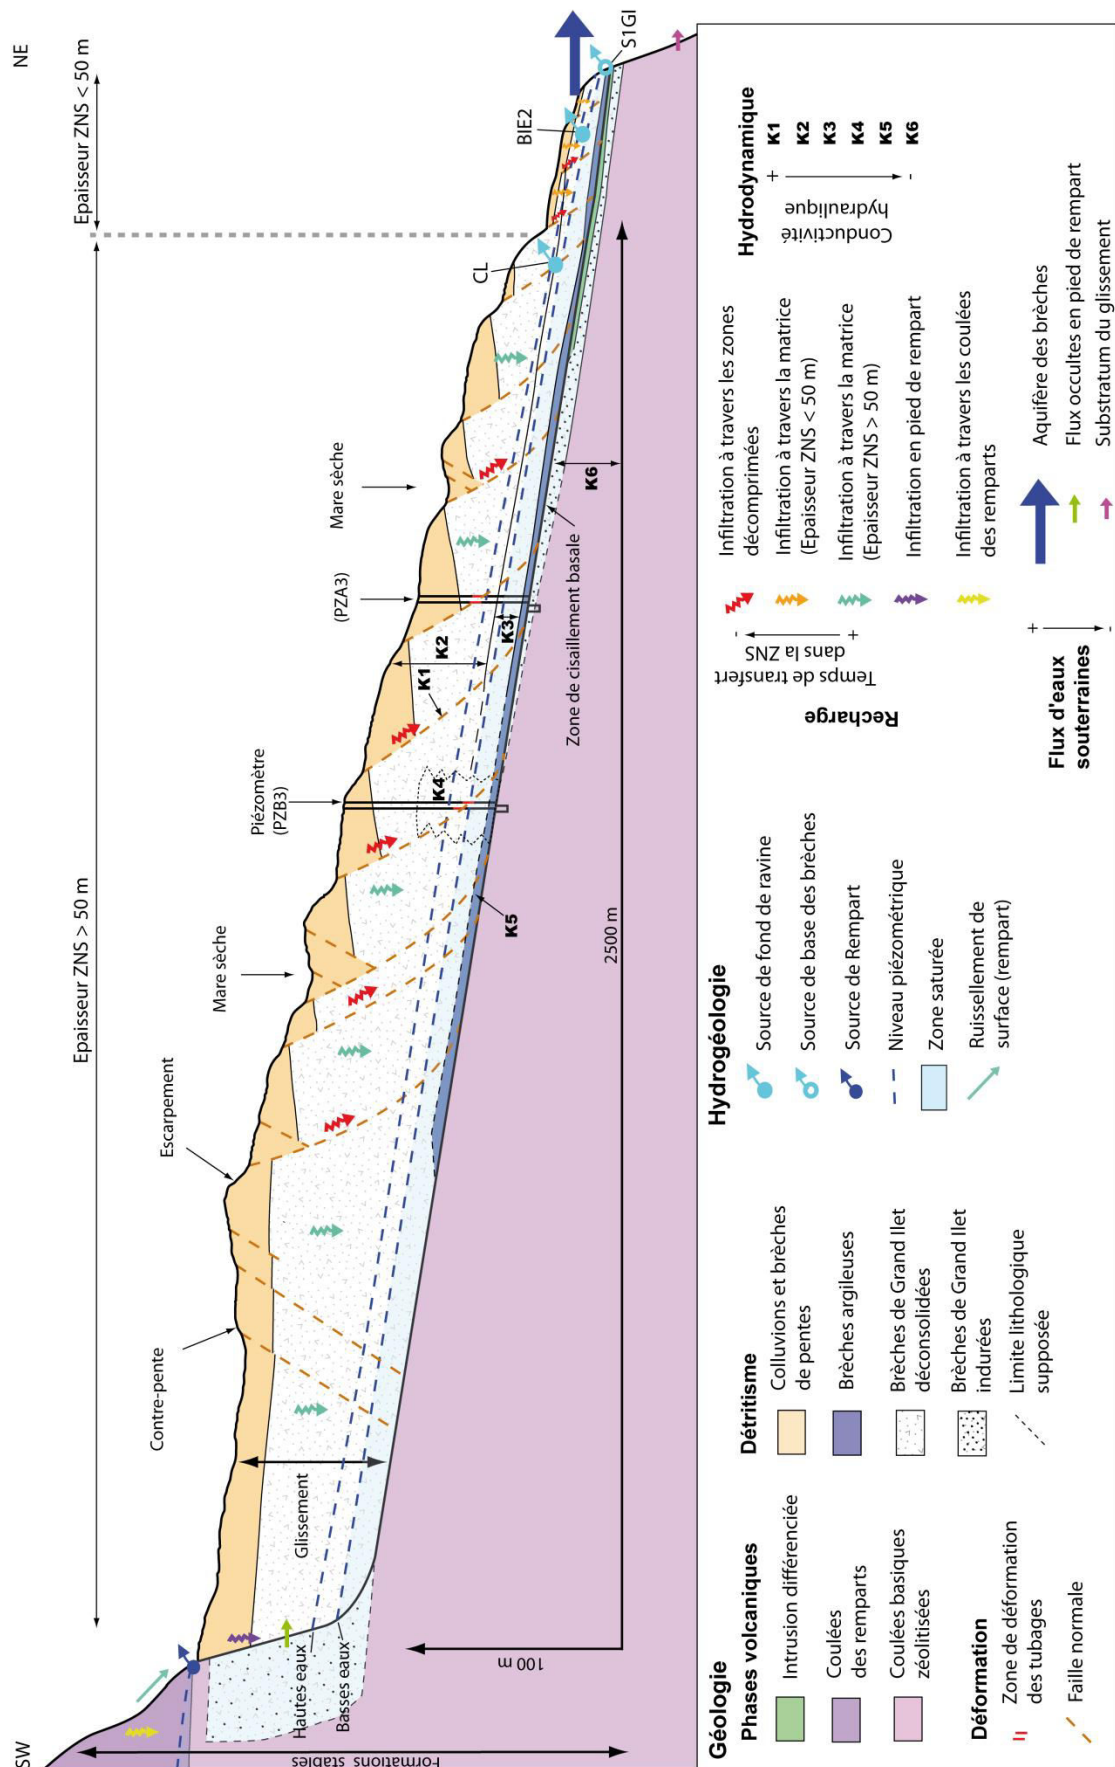 SW
NE
Epaisseur ZNS > 50 m
Epaisseur ZNS < 50 m
Contre-pente
Escarpement
Mare sèche
Piézomètre
(PZB3)
(PZA3)
Mare sèche
CL
BIE2
S1GI
Glissement
Hautes eaux
Basses eaux
Formations stables
100 m
2500 m
K1
K2
K3
K4
K5
K6
Zone de cisaillement basale
Géologie
Phases volcaniques
Intrusion différenciée
Coulées
des remparts
Coulées basiques
zéolitisées
Déformation
Zone de déformation
des tubages
Faille normale
Détritisme
Colluvions et brèches
de pentes
Brèches argileuses
Brèches de Grand Ilet
déconsolidées
Brèches de Grand Ilet
indurées
Limite lithologique
supposée
Hydrogéologie
Source de fond de ravine
Source de base des brèches
Source de Rempart
Niveau piézométrique
Zone saturée
Ruissellement de
surface (rempart)
Recharge
Temps de transfert
dans la ZNS
-
+
Infiltration à travers les zones
décomprimées
Infiltration à travers la matrice
(Epaisseur ZNS < 50 m)
Infiltration à travers la matrice
(Epaisseur ZNS > 50 m)
Infiltration en pied de rempart
Infiltration à travers les coulées
des remparts
Flux d'eaux
souterraines
+
-
Aquifère des brèches
Flux occultes en pied de rempart
Substratum du glissement
Hydrodynamique
Conductivité
hydraulique
+
-
K1
K2
K3
K4
K5
K6